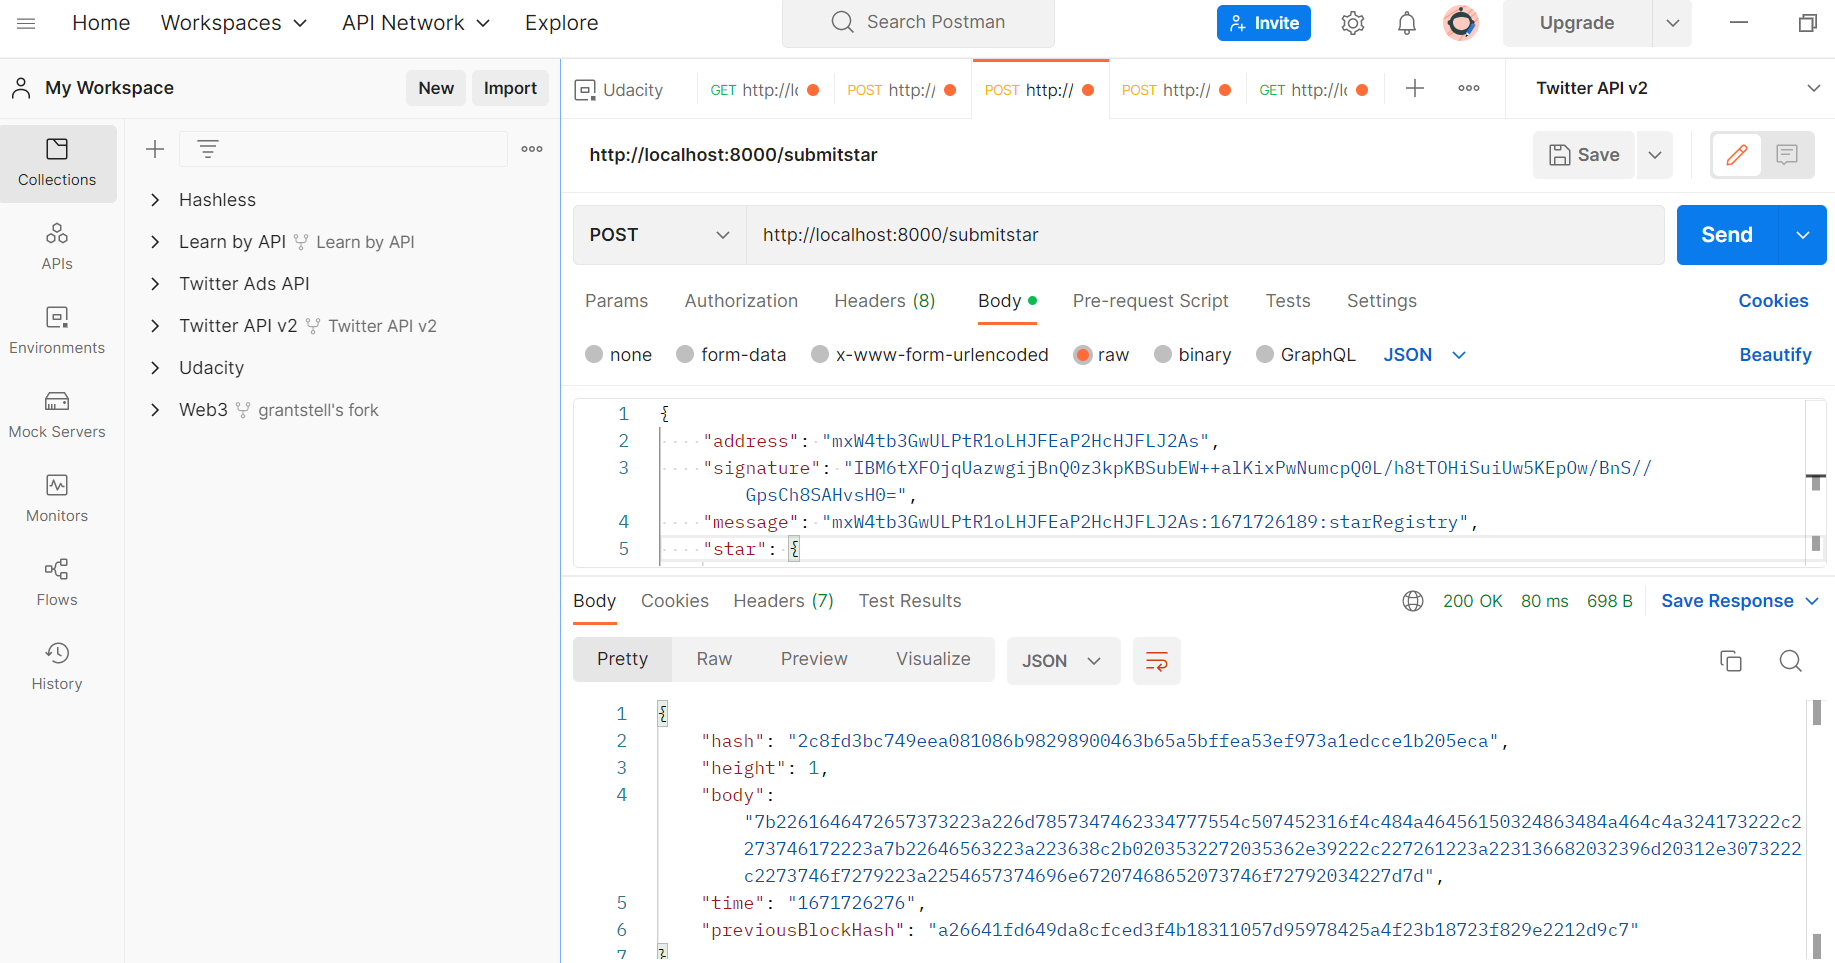 Home Workspaces API Network Explore Search Postman Invite Upgrade
My Workspace New Import Udacity GET http://lo POST http:// POST http:// POST http:// GET http://lo Twitter API v2
http://localhost:8000/submitstar Save
Collections
Hashless
Learn by API Learn by API
Twitter Ads API
Twitter API v2 Twitter API v2
Udacity
Web3 grantstell's fork
APIs
Environments
Mock Servers
Monitors
Flows
History
POST http://localhost:8000/submitstar Send
Params Authorization Headers (8) Body Pre-request Script Tests Settings Cookies
none form-data x-www-form-urlencoded raw binary GraphQL JSON Beautify
1 {
2 "address": "mxW4tb3GwULPtR1oLHJFEaP2HcHJFLJ2As",
3 "signature": "IBM6tXFOjqUazwgijBnQ0z3kpKBSubEW++alKixPwNumcpQ0L/h8tTOHiSuiUw5KEpOw/BnS//
GpsCh8SAHvsH0=",
4 "message": "mxW4tb3GwULPtR1oLHJFEaP2HcHJFLJ2As:1671726189:starRegistry",
5 "star": {
Body Cookies Headers (7) Test Results 200 OK 80 ms 698 B Save Response
Pretty Raw Preview Visualize JSON
1 {
2 "hash": "2c8fd3bc749eea081086b98298900463b65a5bffea53ef973a1edcce1b205eca",
3 "height": 1,
4 "body":
"7b2261646472657373223a226d7857347462334777554c507452316f4c484a46456150324863484a464c4a324173222c2
273746172223a7b22646563223a223638c2b0203532272035362e39222c227261223a223136682032396d20312e3073222
c2273746f7279223a2254657374696e672074686520​73746f72792034227d7d",
5 "time": "1671726276",
6 "previousBlockHash": "a26641fd649da8cfced3f4b18311057d95978425a4f23b18723f829e2212d9c7"
7 }